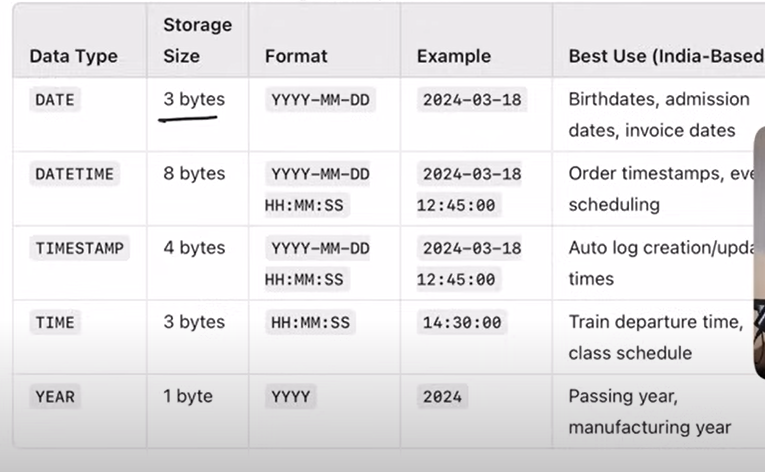 Data Type Storage Size Format Example Best Use (India-Based
DATE 3 bytes YYYY-MM-DD 2024-03-18 Birthdates, admission
dates, invoice dates
DATETIME 8 bytes YYYY-MM-DD 2024-03-18 Order timestamps,
HH:MM:SS 12:45:00 scheduling
TIMESTAMP 4 bytes YYYY-MM-DD 2024-03-18 Auto log
HH:MM:SS 12:45:00 times
TIME 3 bytes HH:MM:SS 14:30:00 Train departure time,
class schedule
YEAR 1 byte YYYY 2024 Passing year,
manufacturing year